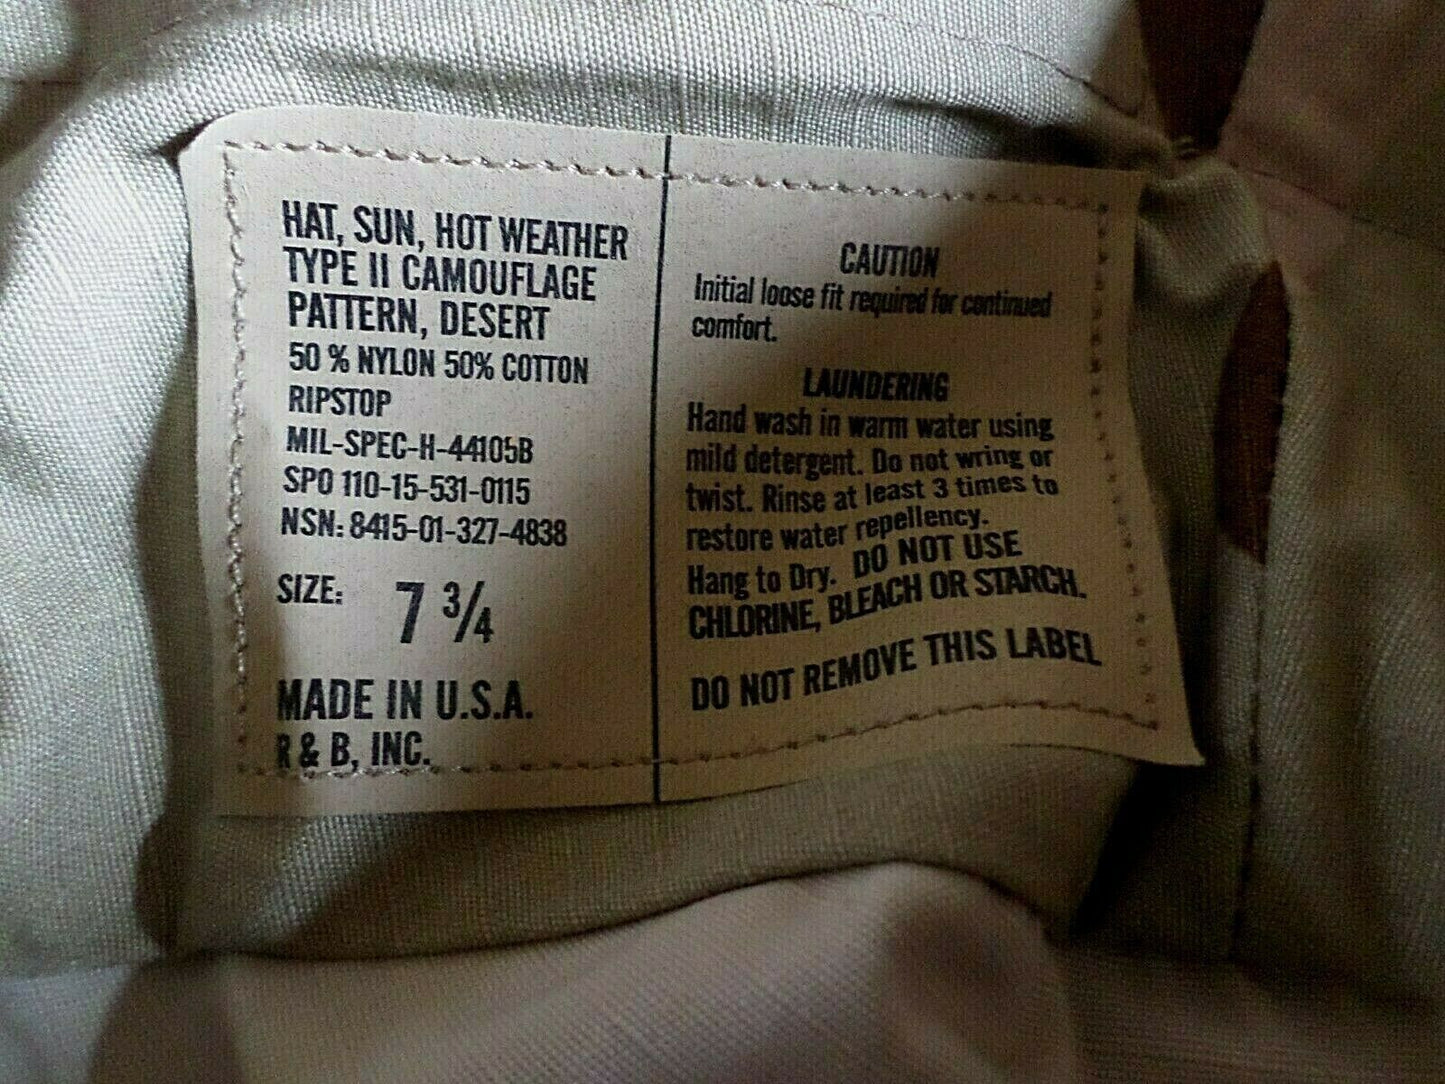 HAT, SUN, HOT WEATHER
TYPE II CAMOUFLAGE
PATTERN, DESERT
50 % NYLON 50% COTTON
RIPSTOP
MIL-SPEC-H-44105B
SPO 110-15-531-0115
NSN: 8415-01-327-4838
SIZE: 7 3/4
MADE IN U.S.A.
R & B, INC.
CAUTION
Initial loose fit required for continued
comfort.
LAUNDERING
Hand wash in warm water using
mild detergent. Do not wring or
twist. Rinse at least 3 times to
restore water repellency.
Hang to Dry. DO NOT USE
CHLORINE, BLEACH OR STARCH.
DO NOT REMOVE THIS LABEL